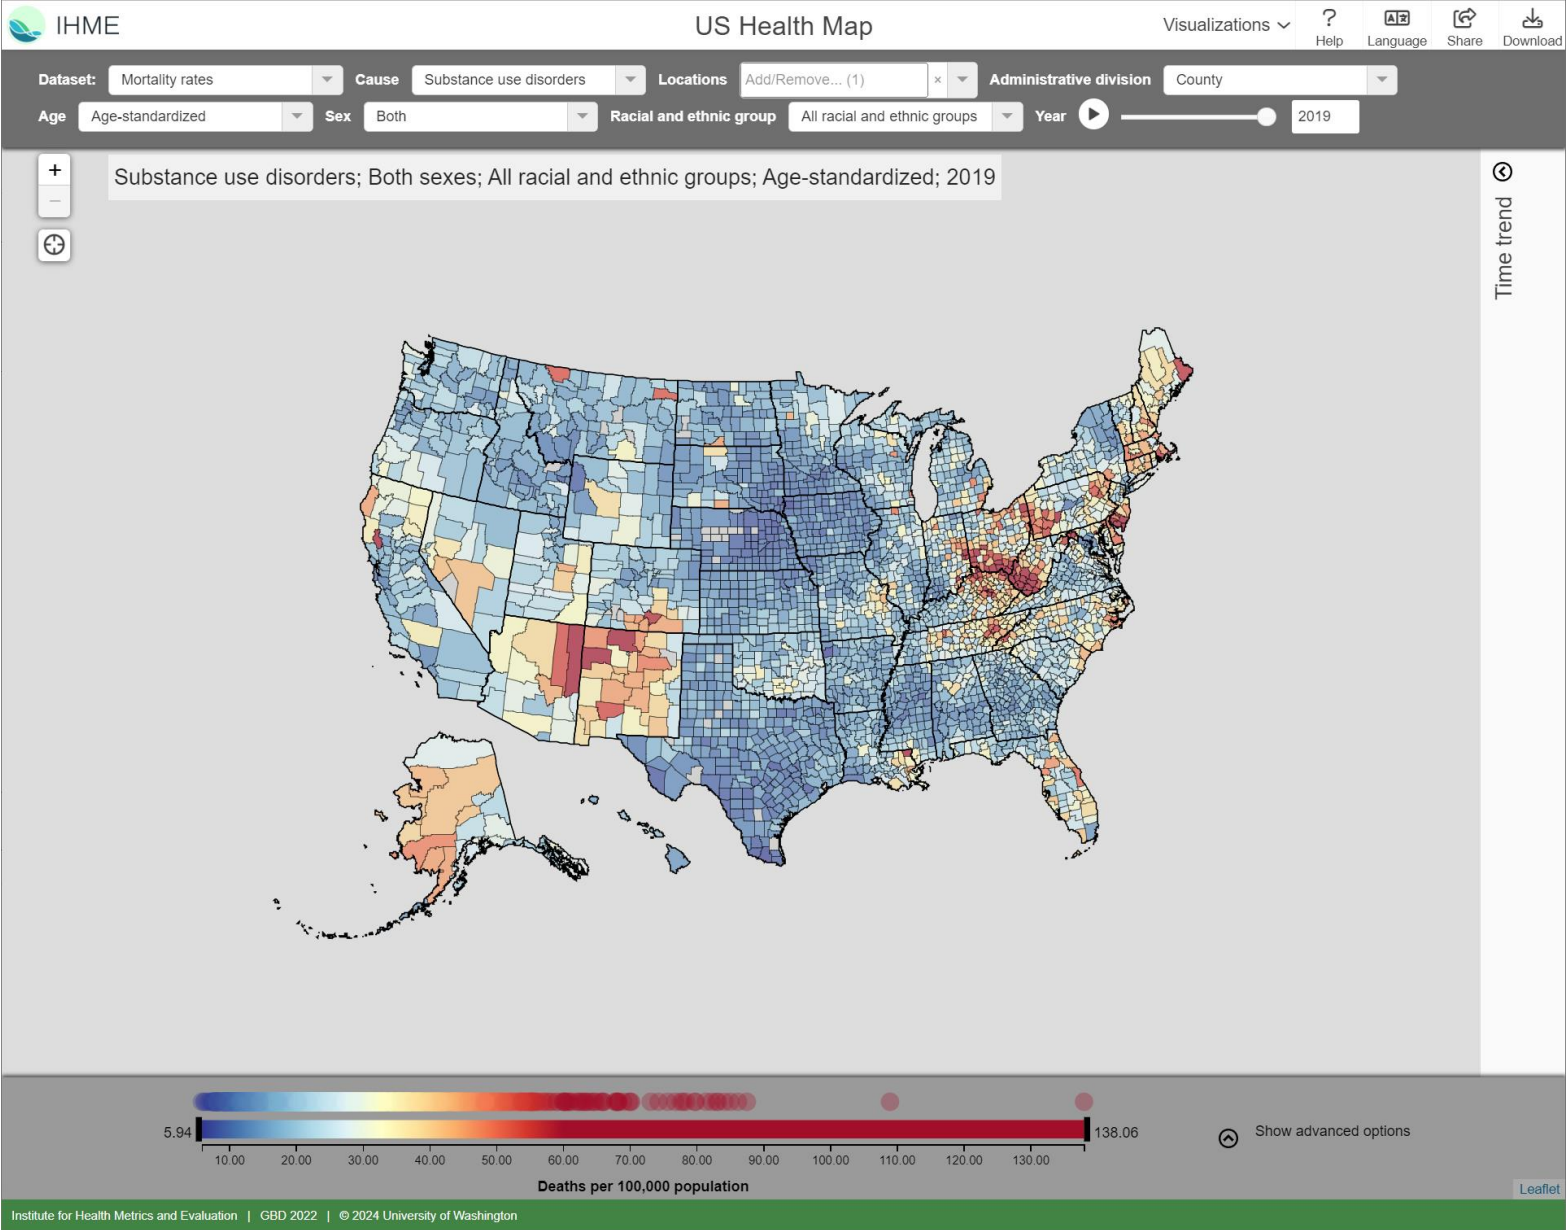 IHME
US Health Map
Visualizations
Help
Language
Share
Download
Dataset: Mortality rates Cause Substance use disorders Locations Add/Remove... (1) × Administrative division County
Age Age-standardized Sex Both Racial and ethnic group All racial and ethnic groups Year 2019
+
−
Substance use disorders; Both sexes; All racial and ethnic groups; Age-standardized; 2019
Time trend
5.94
138.06
10.00 20.00 30.00 40.00 50.00 60.00 70.00 80.00 90.00 100.00 110.00 120.00 130.00
Deaths per 100,000 population
Show advanced options
Leaflet
Institute for Health Metrics and Evaluation | GBD 2022 | © 2024 University of Washington